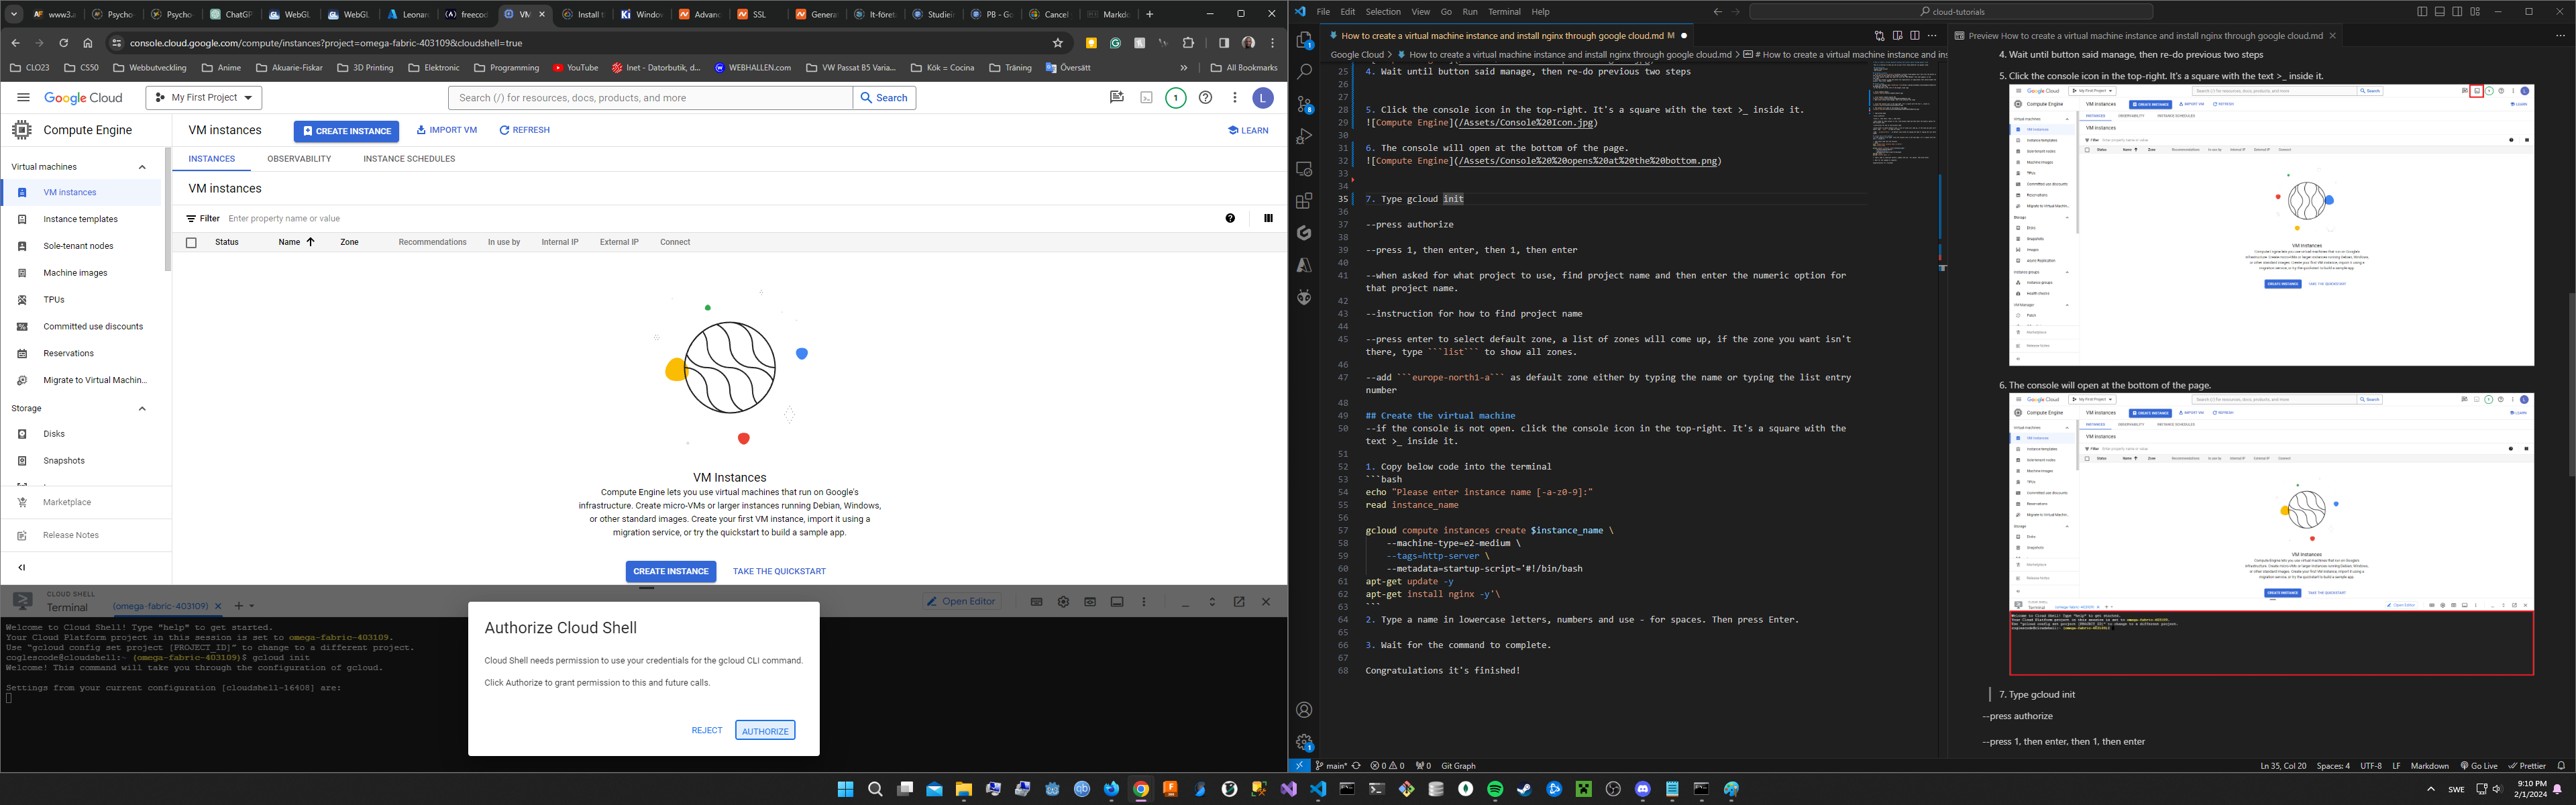 www3.a
Psycho-
Psycho-
ChatGP
WebGL
WebGL
Leonar
freecod
VM
Install t
Window
Advanc
SSL
Genera
It-föret
Studiei
PB - Go
Cancel
Markdo
console.cloud.google.com/compute/instances?project=omega-fabric-403109&cloudshell=true
CLO23
CS50
Webbutveckling
Anime
Akuarie-Fiskar
3D Printing
Elektronic
Programming
YouTube
Inet - Datorbutik, d...
WEBHALLEN.com
VW Passat B5 Varia...
Kök = Cocina
Träning
Översätt
»
All Bookmarks
Google Cloud
My First Project
Search (/) for resources, docs, products, and more
Search
1
L
Compute Engine
VM instances
CREATE INSTANCE
IMPORT VM
REFRESH
LEARN
Virtual machines
VM instances
Instance templates
Sole-tenant nodes
Machine images
TPUs
Committed use discounts
Reservations
Migrate to Virtual Machin...
Storage
Disks
Snapshots
Marketplace
Release Notes
INSTANCES
OBSERVABILITY
INSTANCE SCHEDULES
VM instances
Filter Enter property name or value
Status
Name
Zone
Recommendations
In use by
Internal IP
External IP
Connect
VM Instances
Compute Engine lets you use virtual machines that run on Google's
infrastructure. Create micro-VMs or larger instances running Debian, Windows,
or other standard images. Create your first VM instance, import it using a
migration service, or try the quickstart to build a sample app.
CREATE INSTANCE
TAKE THE QUICKSTART
CLOUD SHELL
Terminal
(omega-fabric-403109)
Open Editor
Welcome to Cloud Shell! Type "help" to get started.
Your Cloud Platform project in this session is set to omega-fabric-403109.
Use "gcloud config set project [PROJECT_ID]" to change to a different project.
coglescode@cloudshell:~ (omega-fabric-403109)$ gcloud init
Welcome! This command will take you through the configuration of gcloud.
Settings from your current configuration [cloudshell-16408] are:
Authorize Cloud Shell
Cloud Shell needs permission to use your credentials for the gcloud CLI command.
Click Authorize to grant permission to this and future calls.
REJECT
AUTHORIZE
File
Edit
Selection
View
Go
Run
Terminal
Help
cloud-tutorials
How to create a virtual machine instance and install nginx through google cloud.md M
Google Cloud > How to create a virtual machine instance and install nginx through google cloud.md > # How to create a virtual machine instance and ins
25 4. Wait until button said manage, then re-do previous two steps
26
27
28 5. Click the console icon in the top-right. It's a square with the text >_ inside it.
29 ![Compute Engine](/Assets/Console%20Icon.jpg)
30
31 6. The console will open at the bottom of the page.
32 ![Compute Engine](/Assets/Console%20%20opens%20at%20the%20bottom.png)
33
34
35 7. Type gcloud init
36
37 --press authorize
38
39 --press 1, then enter, then 1, then enter
40
41 --when asked for what project to use, find project name and then enter the numeric option for
that project name.
42
43 --instruction for how to find project name
44
45 --press enter to select default zone, a list of zones will come up, if the zone you want isn't
there, type ```list``` to show all zones.
46
47 --add ```europe-north1-a``` as default zone either by typing the name or typing the list entry
number
48
49 ## Create the virtual machine
50 --if the console is not open. click the console icon in the top-right. It's a square with the
text >_ inside it.
51
52 1. Copy below code into the terminal
53 ```bash
54 echo "Please enter instance name [-a-z0-9]:"
55 read instance_name
56
57 gcloud compute instances create $instance_name \
58 --machine-type=e2-medium \
59 --tags=http-server \
60 --metadata=startup-script='#!/bin/bash
61 apt-get update -y
62 apt-get install nginx -y'\
63 ```
64 2. Type a name in lowercase letters, numbers and use - for spaces. Then press Enter.
65
66 3. Wait for the command to complete.
67
68 Congratulations it's finished!
Preview How to create a virtual machine instance and install nginx through google cloud.md
4. Wait until button said manage, then re-do previous two steps
5. Click the console icon in the top-right. It's a square with the text >_ inside it.
6. The console will open at the bottom of the page.
7. Type gcloud init
--press authorize
--press 1, then enter, then 1, then enter
main*
0
0
0
Git Graph
Ln 35, Col 20
Spaces: 4
UTF-8
LF
Markdown
Go Live
Prettier
SWE
9:10 PM
2/1/2024